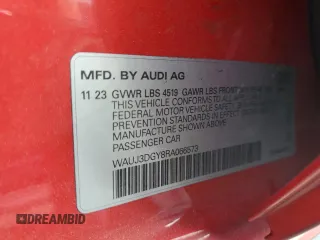 MFD. BY AUDI AG
11 23 GVWR LBS 4519 GAWR LBS FRONT
THIS VEHICLE CONFORMS TO ALL
FEDERAL MOTOR VEHICLE SAFETY
PREVENTION STANDARDS IN EFFECT
MANUFACTURE SHOWN ABOVE
PASSENGER CAR
WAUJ3DGY8RA066573
DREAMBID